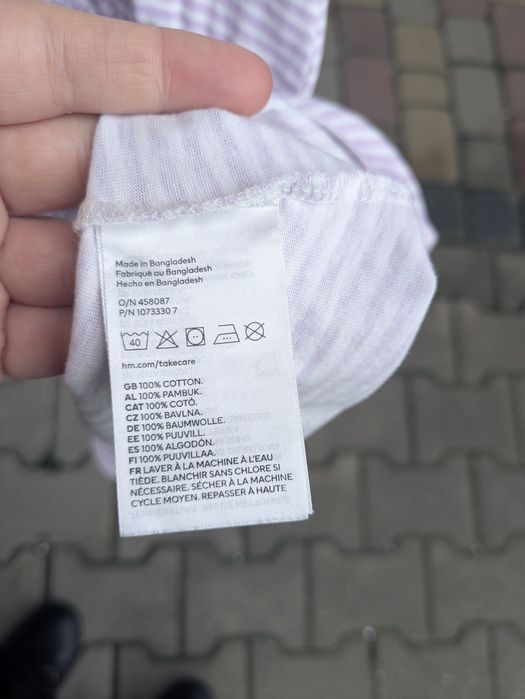 Made in Bangladesh
Fabriqué au Bangladesh
Hecho en Bangladesh
O/N 458087
P/N 1073330 7
40
hm.com/takecare
GB 100% COTTON.
AL 100% PAMBUK.
CAT 100% COTÓ.
CZ 100% BAVLNA.
DE 100% BAUMWOLLE.
EE 100% PUUVILL.
ES 100% ALGODÓN.
FI 100% PUUVILLAA.
FR LAVER À LA MACHINE À L'EAU
TIÈDE. BLANCHIR SANS CHLORE SI
NÉCESSAIRE. SÉCHER À LA MACHINE
CYCLE MOYEN. REPASSER À HAUTE